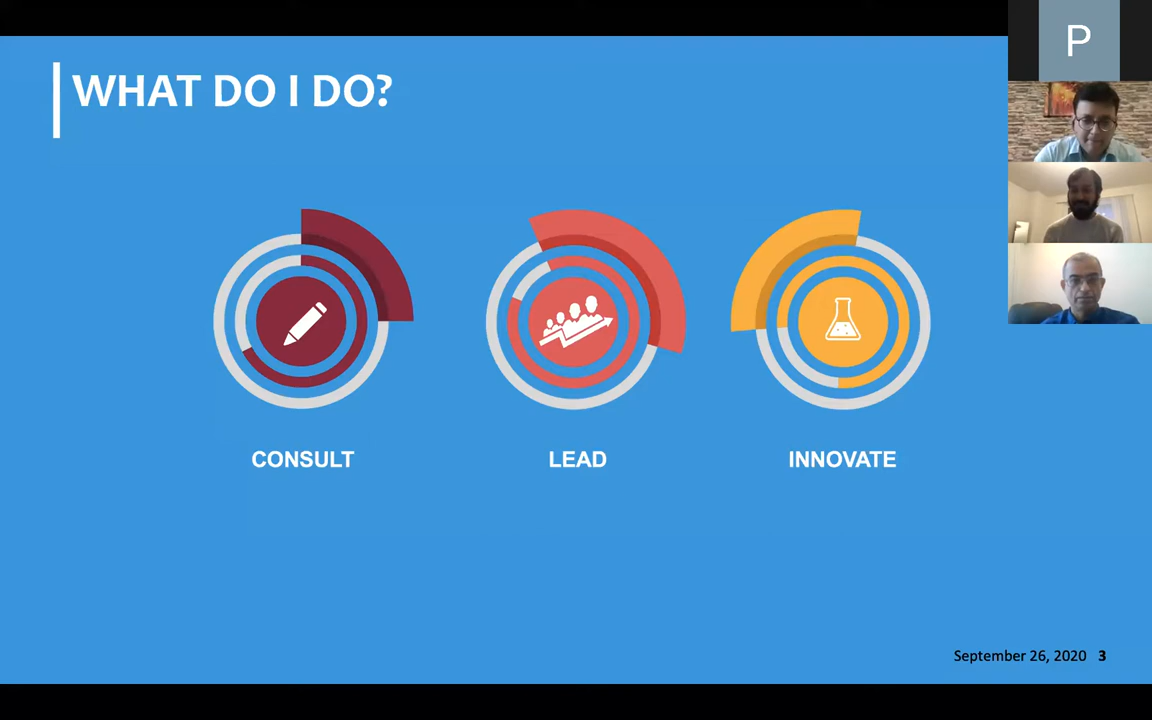 WHAT DO I DO?
P
CONSULT
LEAD
INNOVATE
September 26, 2020 3